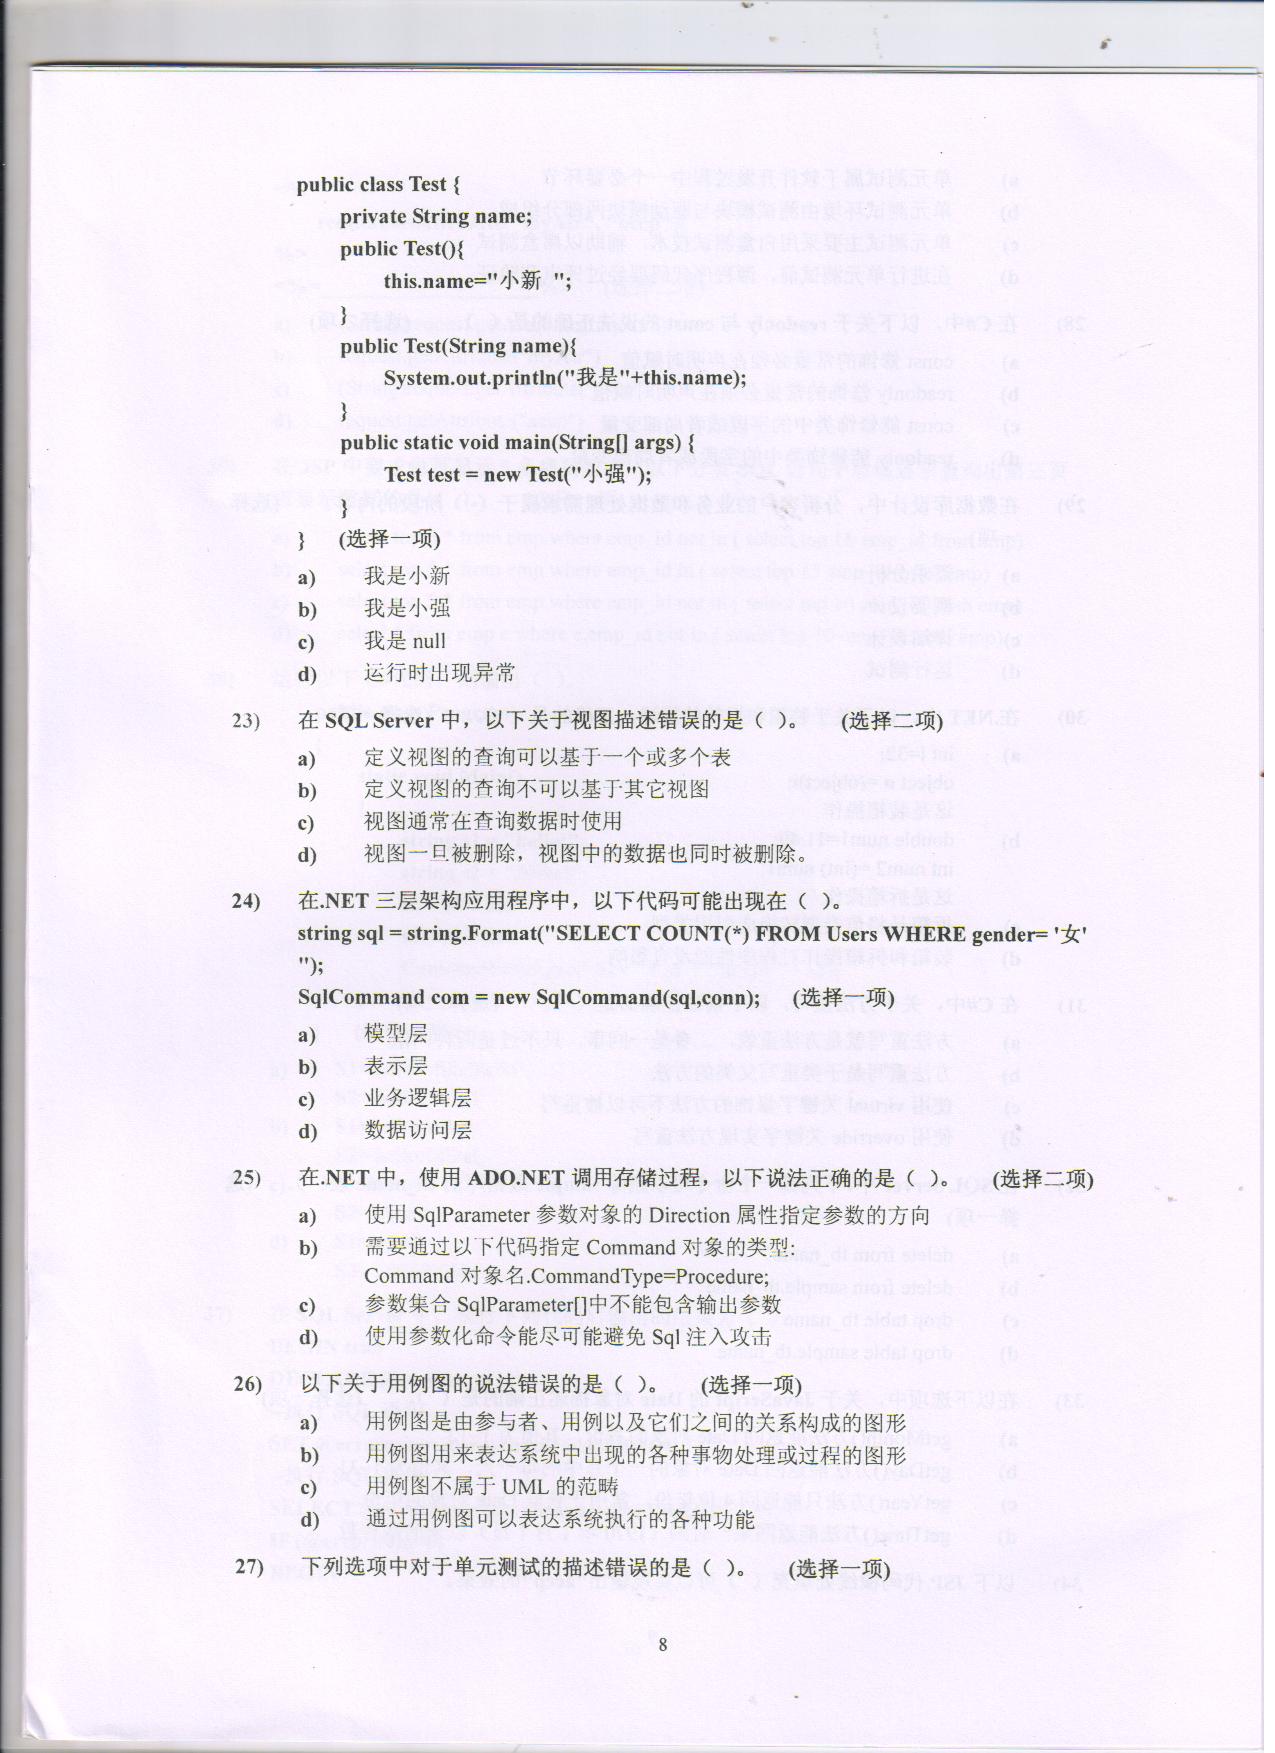 public class Test {
private String name;
public Test(){
this.name="小新 ";
}
public Test(String name){
System.out.println("我是"+this.name);
}
public static void main(String[] args) {
Test test = new Test("小强");
}
} (选择一项)
a) 我是小新
b) 我是小强
c) 我是 null
d) 运行时出现异常
23) 在 SQL Server 中，以下关于视图描述错误的是（ ）。 (选择二项)
a) 定义视图的查询可以基于一个或多个表
b) 定义视图的查询不可以基于其它视图
c) 视图通常在查询数据时使用
d) 视图一旦被删除，视图中的数据也同时被删除。
24) 在.NET 三层架构应用程序中，以下代码可能出现在（ ）。
string sql = string.Format("SELECT COUNT(*) FROM Users WHERE gender= '女'
");
SqlCommand com = new SqlCommand(sql,conn); (选择一项)
a) 模型层
b) 表示层
c) 业务逻辑层
d) 数据访问层
25) 在.NET 中，使用 ADO.NET 调用存储过程，以下说法正确的是（ ）。 (选择二项)
a) 使用 SqlParameter 参数对象的 Direction 属性指定参数的方向
b) 需要通过以下代码指定 Command 对象的类型:
Command 对象名.CommandType=Procedure;
c) 参数集合 SqlParameter[]中不能包含输出参数
d) 使用参数化命令能尽可能避免 Sql 注入攻击
26) 以下关于用例图的说法错误的是（ ）。 (选择一项)
a) 用例图是由参与者、用例以及它们之间的关系构成的图形
b) 用例图用来表达系统中出现的各种事物处理或过程的图形
c) 用例图不属于 UML 的范畴
d) 通过用例图可以表达系统执行的各种功能
27) 下列选项中对于单元测试的描述错误的是（ ）。 (选择一项)
8